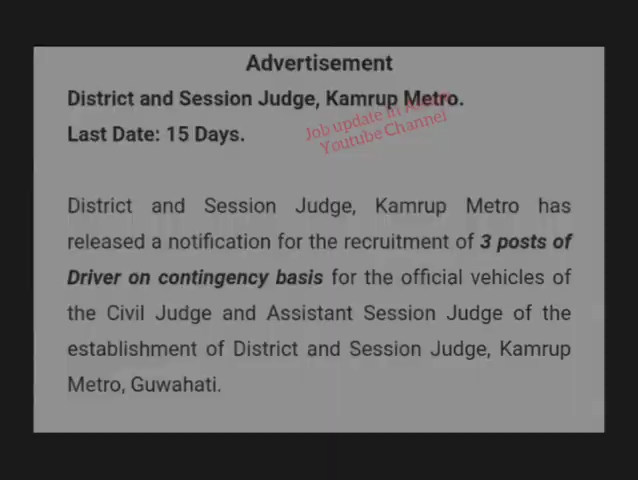 Advertisement
District and Session Judge, Kamrup Metro.
Last Date: 15 Days.
Job update in Assam
Youtube Channel
District and Session Judge, Kamrup Metro has
released a notification for the recruitment of 3 posts of
Driver on contingency basis for the official vehicles of
the Civil Judge and Assistant Session Judge of the
establishment of District and Session Judge, Kamrup
Metro, Guwahati.